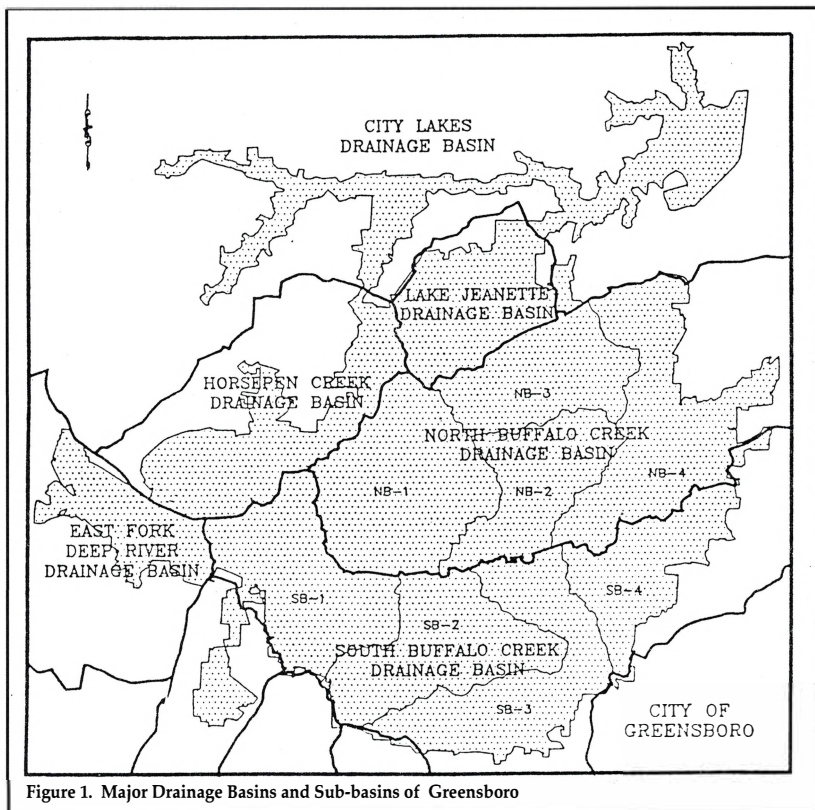 CITY LAKES
DRAINAGE BASIN
LAKE JEANETTE
DRAINAGE BASIN
HORSEPEN CREEK
DRAINAGE BASIN
NB-3
NORTH BUFFALO CREEK
DRAINAGE BASIN
NB-1
NB-2
NB-4
EAST FORK
DEEP RIVER
DRAINAGE BASIN
SB-1
SB-4
SB-2
SOUTH BUFFALO CREEK
DRAINAGE BASIN
SB-3
CITY OF
GREENSBORO
Figure 1. Major Drainage Basins and Sub-basins of Greensboro